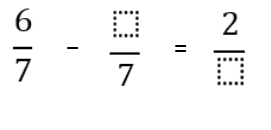 6/7 - ⬚/7 = 2/⬚